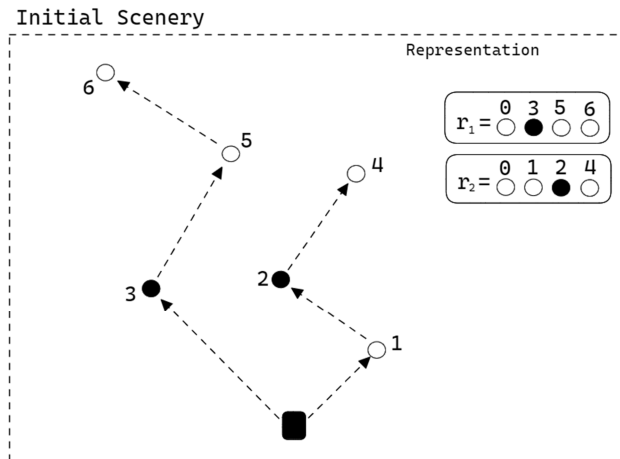 Initial Scenery
Representation
0 3 5 6
r₁=
0 1 2 4
r₂=
6
5
4
3
2
1